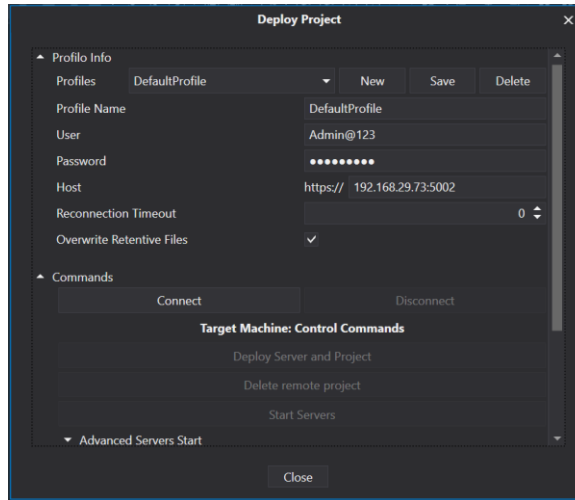 Deploy Project
Profilo Info
Profiles DefaultProfile New Save Delete
Profile Name DefaultProfile
User Admin@123
Password ●●●●●●●●●
Host https:// 192.168.29.73:5002
Reconnection Timeout 0
Overwrite Retentive Files
Commands
Connect Disconnect
Target Machine: Control Commands
Deploy Server and Project
Delete remote project
Start Servers
Advanced Servers Start
Close